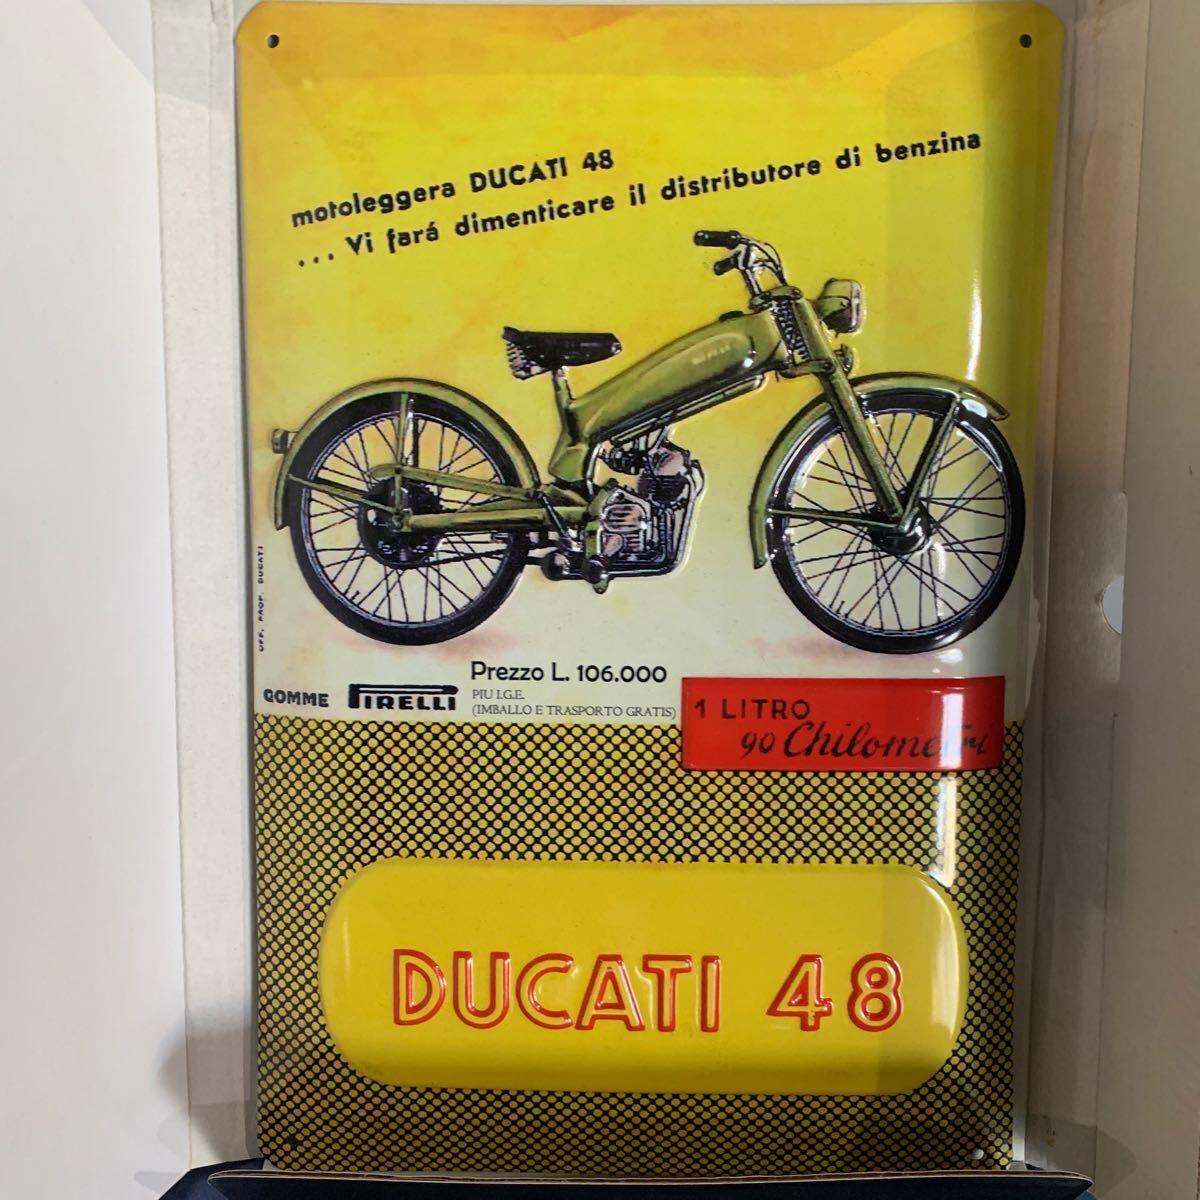 motoleggera DUCATI 48
... Vi fará dimenticare il distributore di benzina
OFF. PROP. DUCATI
Prezzo L. 106.000
PIU I.G.E.
(IMBALLO E TRASPORTO GRATIS)
GOMME PIRELLI
1 LITRO
90 Chilometri
DUCATI 48